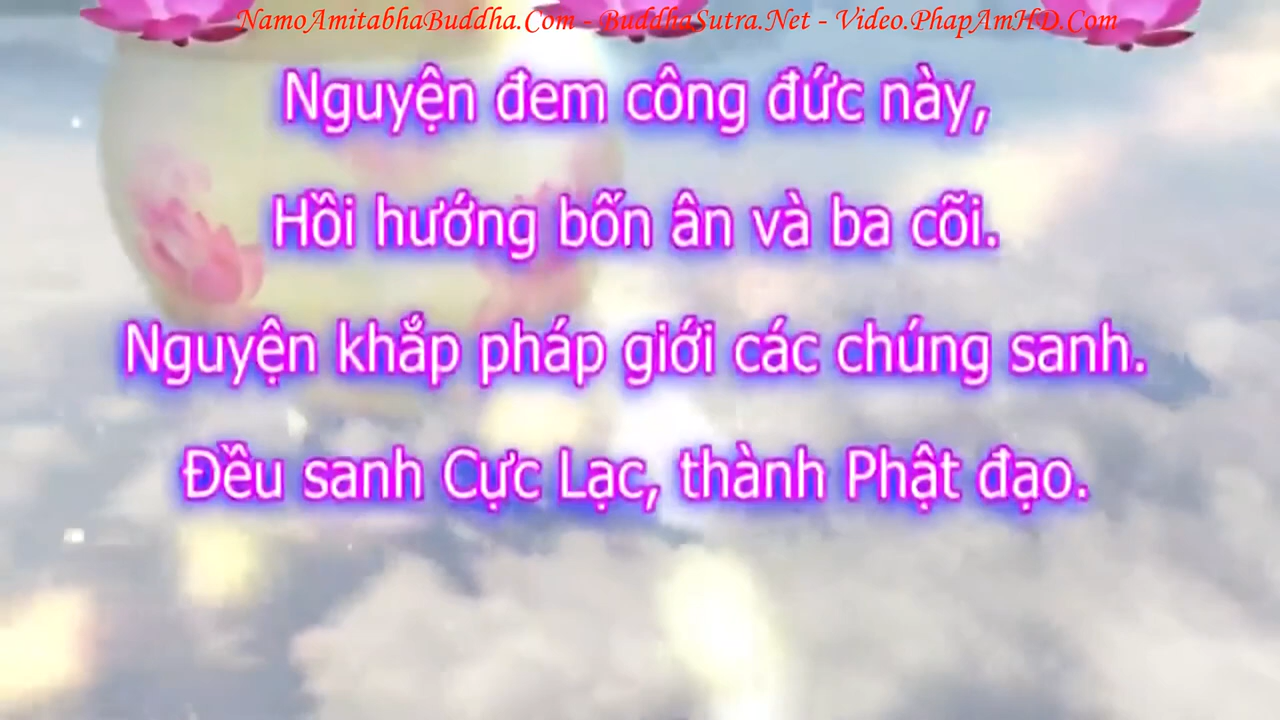 NamoAmitabhaBuddha.Com - BuddhaSutra.Net - Video.PhapAmHD.Com
Nguyện đem công đức này,
Hồi hướng bốn ân và ba cõi.
Nguyện khắp pháp giới các chúng sanh.
Đều sanh Cực Lạc, thành Phật đạo.